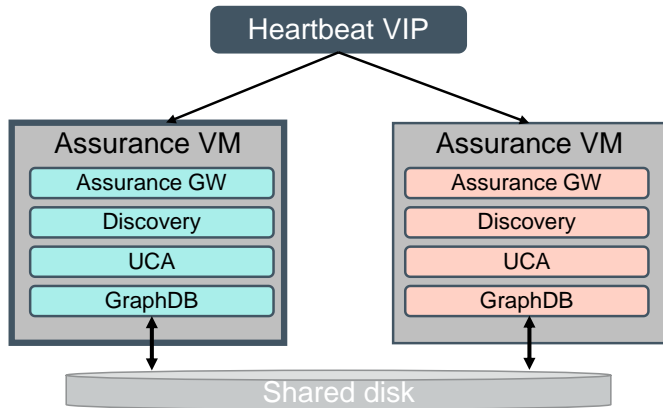 Heartbeat VIP
Assurance VM
Assurance GW
Discovery
UCA
GraphDB
Assurance VM
Assurance GW
Discovery
UCA
GraphDB
Shared disk